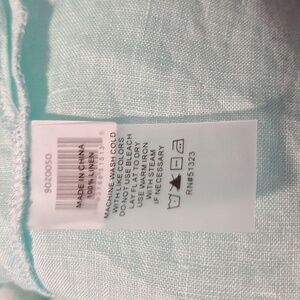 9030050
MADE IN CHINA
100% LINEN
MACHINE WASH COLD
WITH LIKE COLORS
DO NOT USE BLEACH
LAY FLAT TO DRY
USE WARM IRON
WITH STEAM
IF NECESSARY
RN#51323